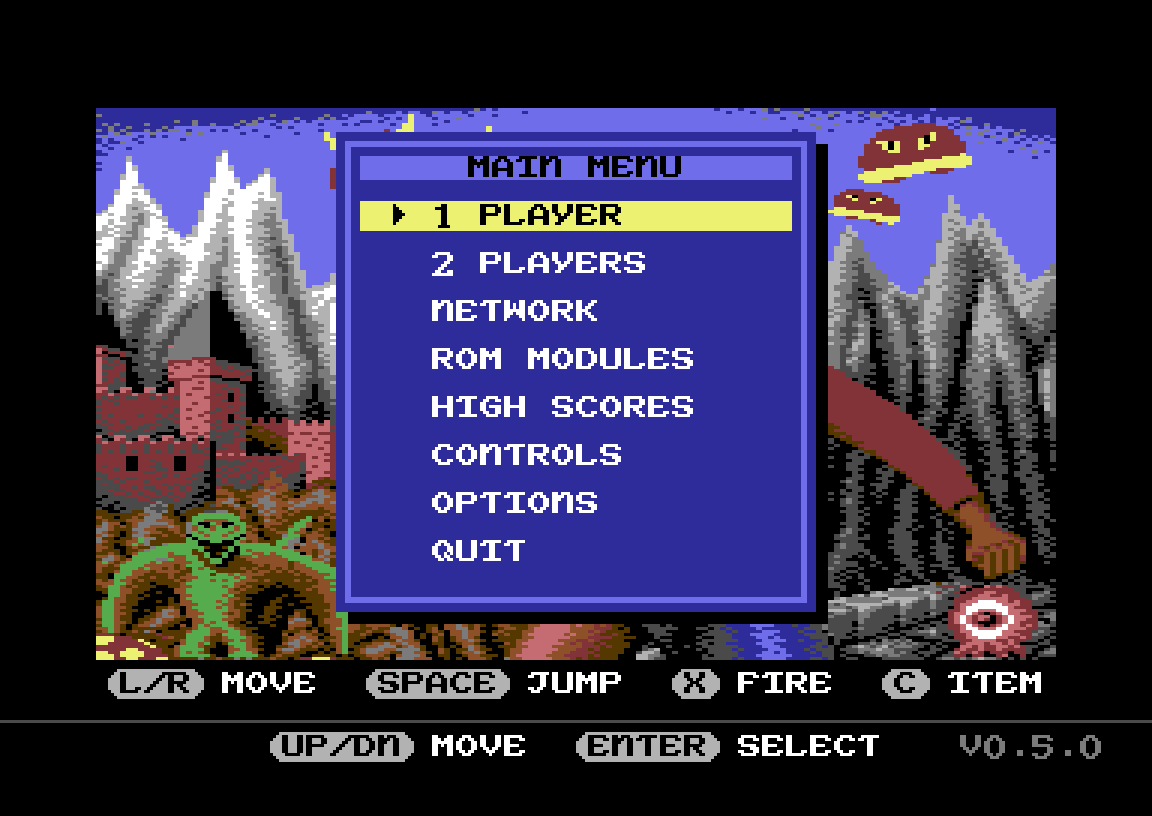 MAIN MENU
1 PLAYER
2 PLAYERS
NETWORK
ROM MODULES
HIGH SCORES
CONTROLS
OPTIONS
QUIT
L/R MOVE SPACE JUMP X FIRE C ITEM
UP/DN MOVE ENTER SELECT V0.5.0